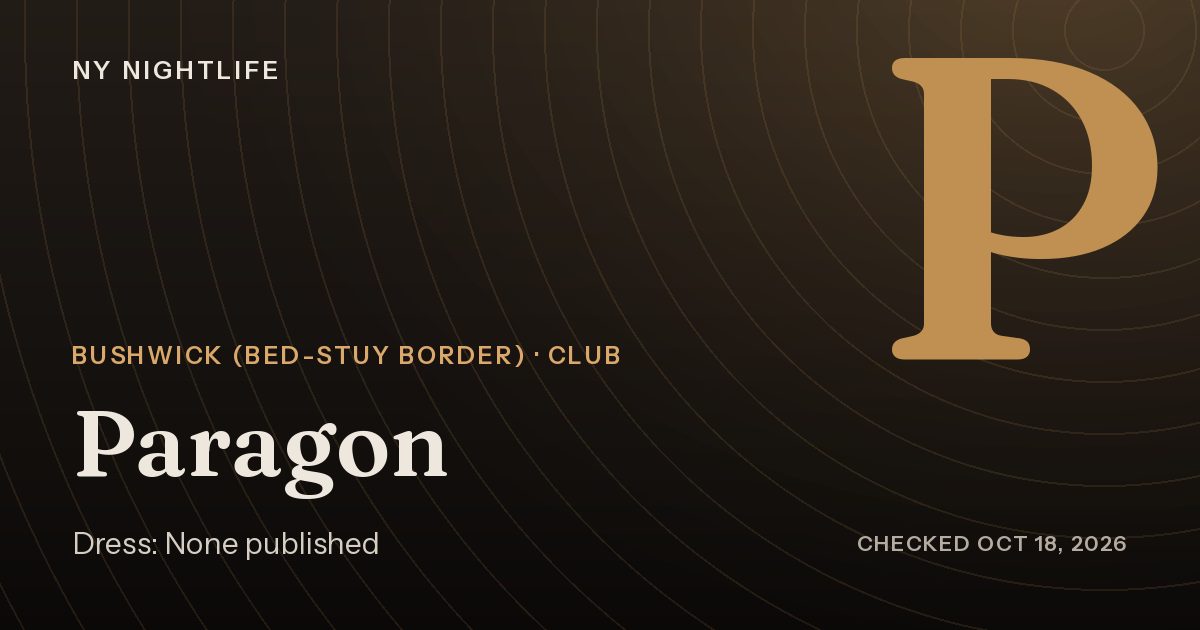 NY NIGHTLIFE
P
BUSHWICK (BED-STUY BORDER) · CLUB
Paragon
Dress: None published
CHECKED OCT 18, 2026